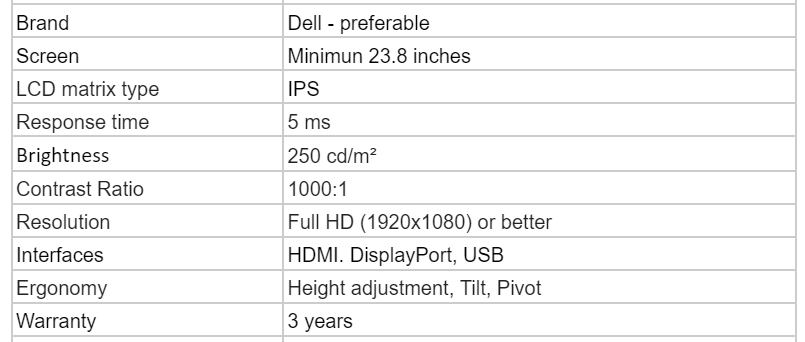 Brand Dell - preferable
Screen Minimun 23.8 inches
LCD matrix type IPS
Response time 5 ms
Brightness 250 cd/m²
Contrast Ratio 1000:1
Resolution Full HD (1920x1080) or better
Interfaces HDMI. DisplayPort, USB
Ergonomy Height adjustment, Tilt, Pivot
Warranty 3 years